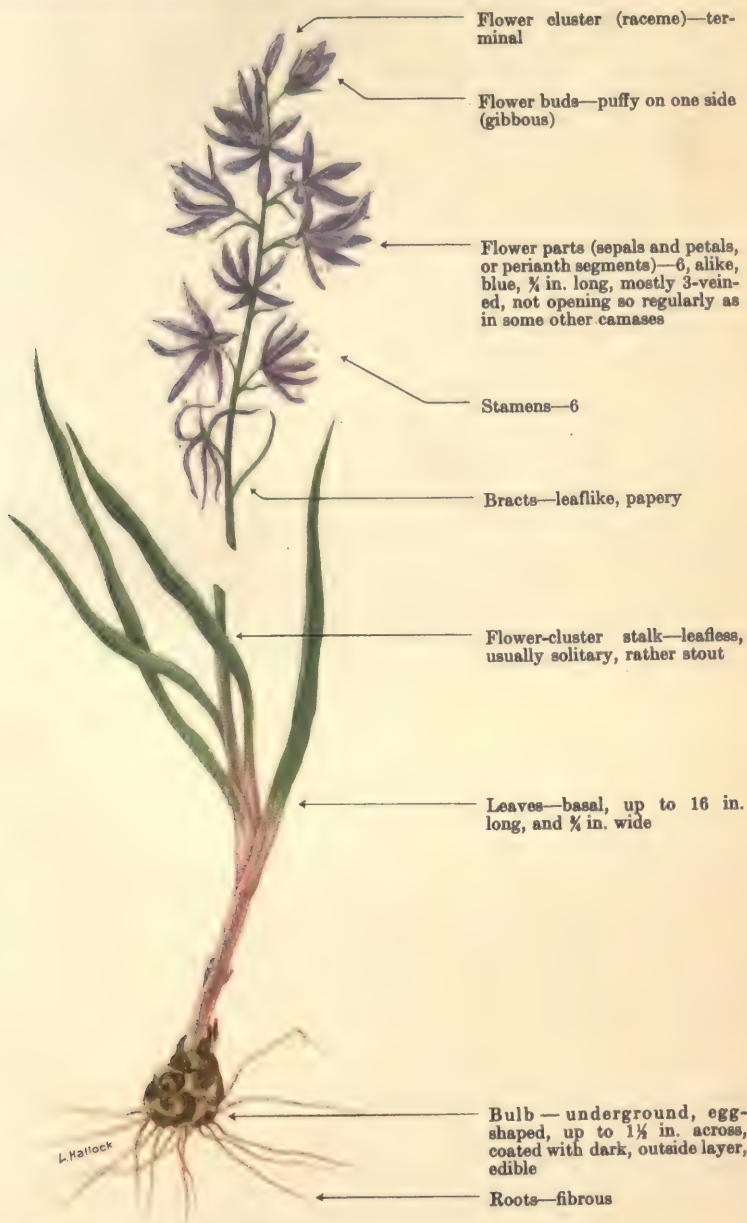 Flower cluster (raceme)—ter-
minal
Flower buds—puffy on one side
(gibbous)
Flower parts (sepals and petals,
or perianth segments)—6, alike,
blue, in. long, mostly 3-vein-
ed, not opening so regularly as
in some other camases
Stamens—6
Bracts—leaflike, papery
Flower-cluster stalk—leafless,
usually solitary, rather stout
Leaves—basal, up to 16 in.
long, and in. wide
Bulb — underground, egg-
shaped, up to 1½ in. across,
coated with dark, outside layer,
edible
L. Hallock
Roots—fibrous